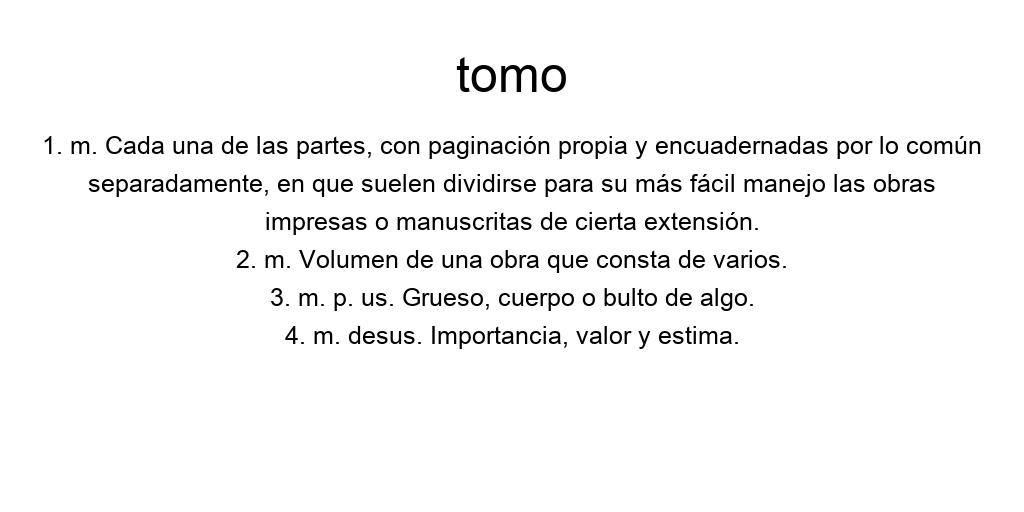 tomo
1. m. Cada una de las partes, con paginación propia y encuadernadas por lo común
separadamente, en que suelen dividirse para su más fácil manejo las obras
impresas o manuscritas de cierta extensión.
2. m. Volumen de una obra que consta de varios.
3. m. p. us. Grueso, cuerpo o bulto de algo.
4. m. desus. Importancia, valor y estima.